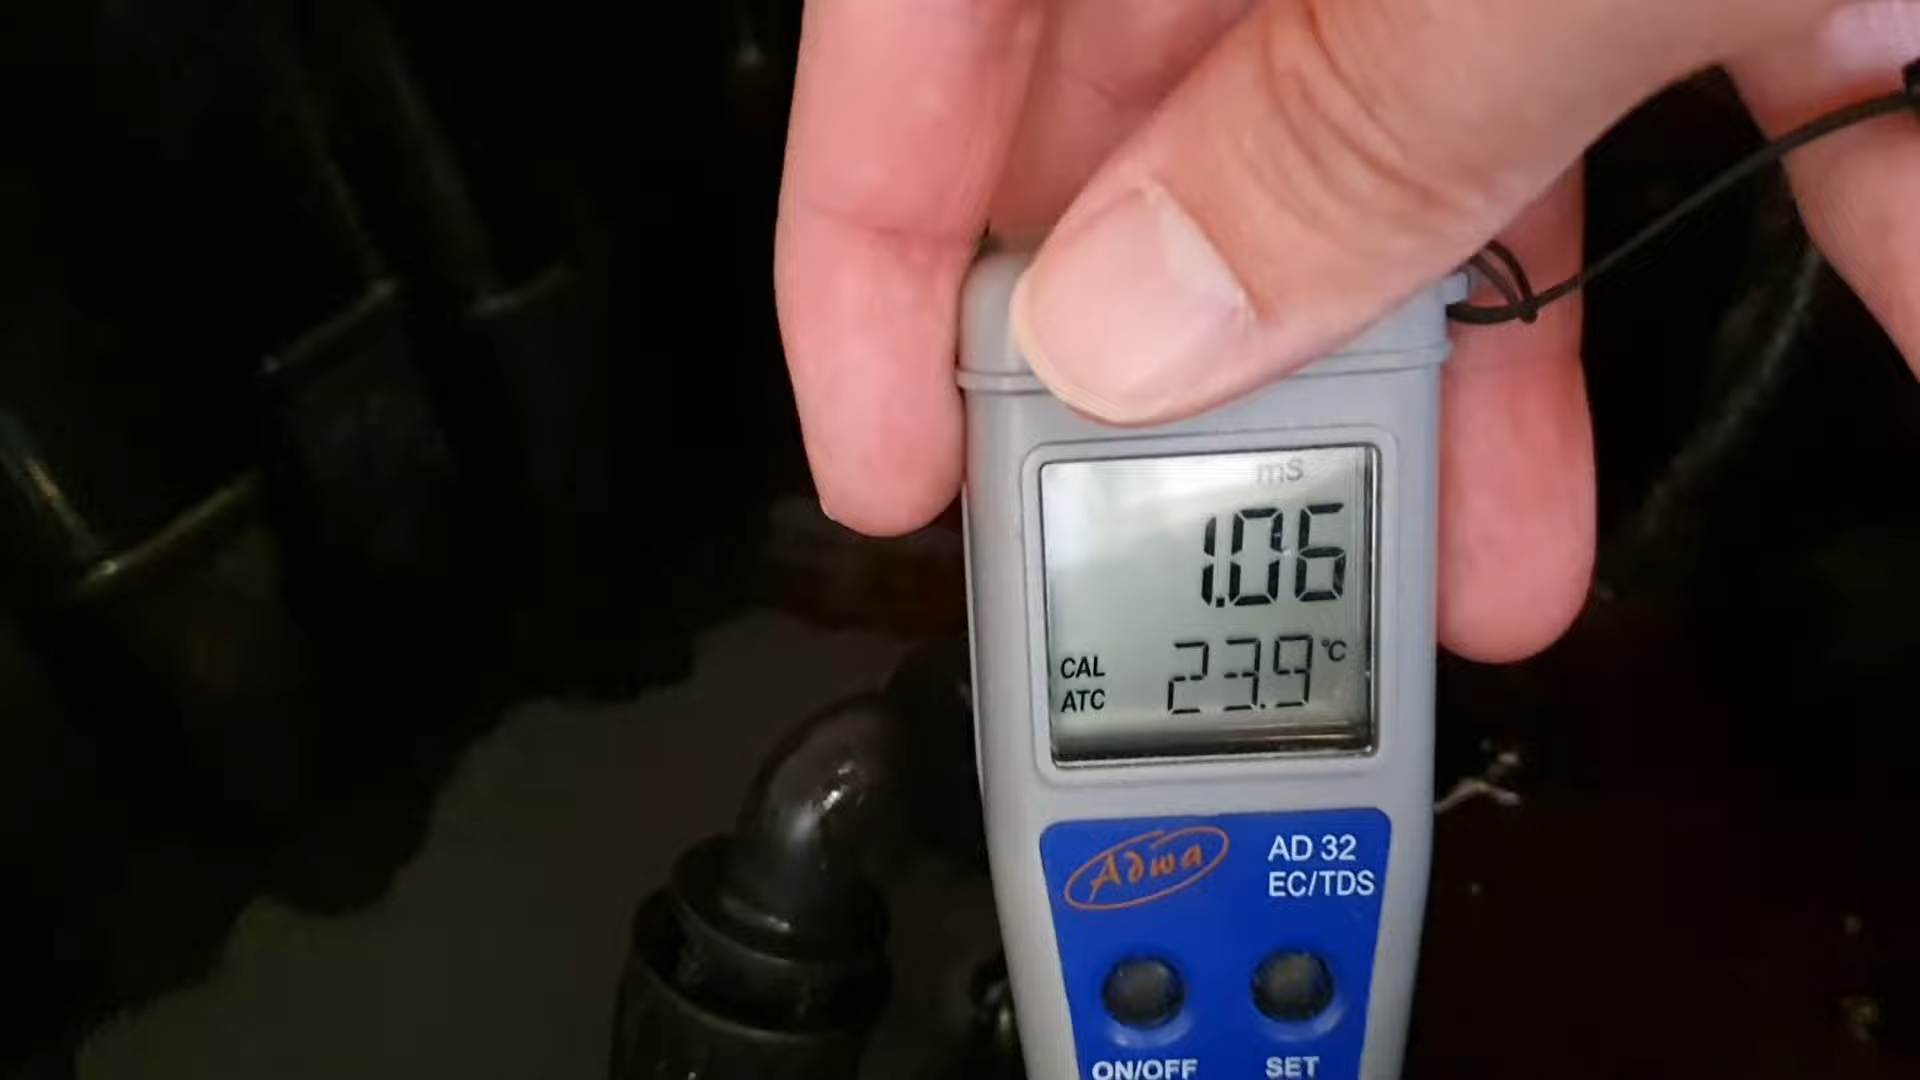 mS
1.06
CAL
23.9 °C
ATC
Adwa
AD 32
EC/TDS
ON/OFF
SET